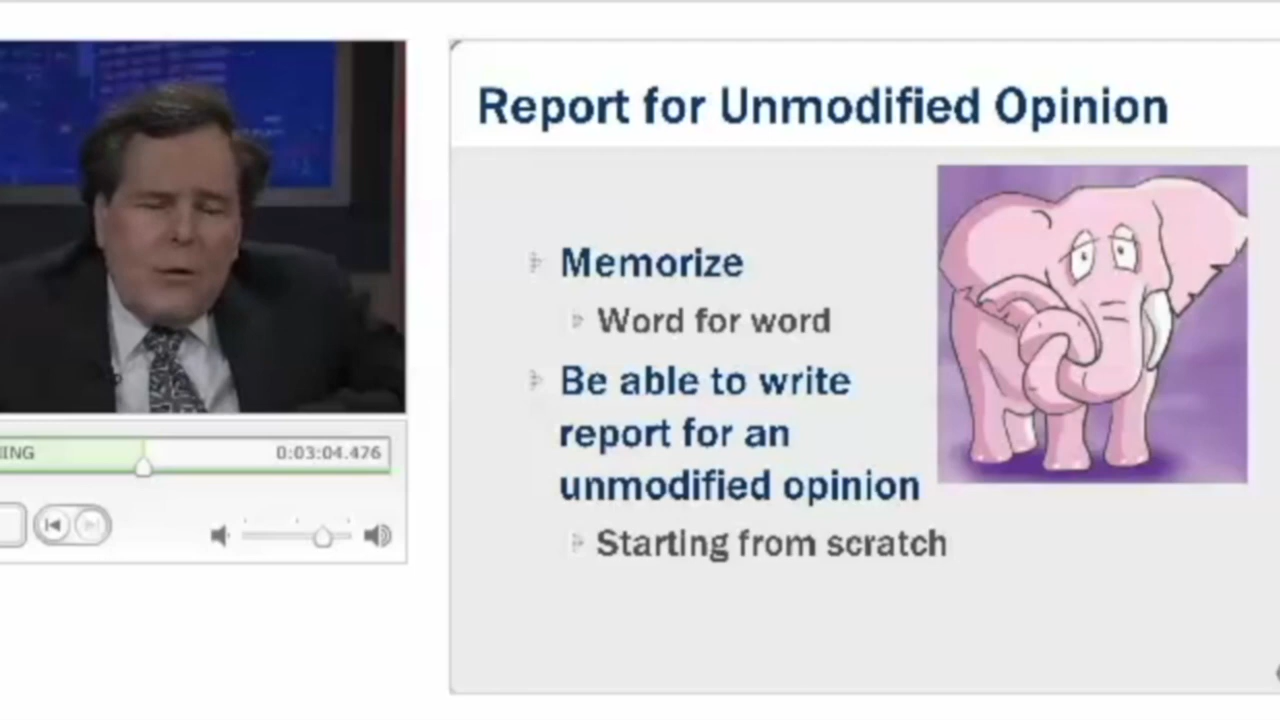 Report for Unmodified Opinion
Memorize
Word for word
Be able to write
report for an
unmodified opinion
Starting from scratch
ING
0:03:04.476